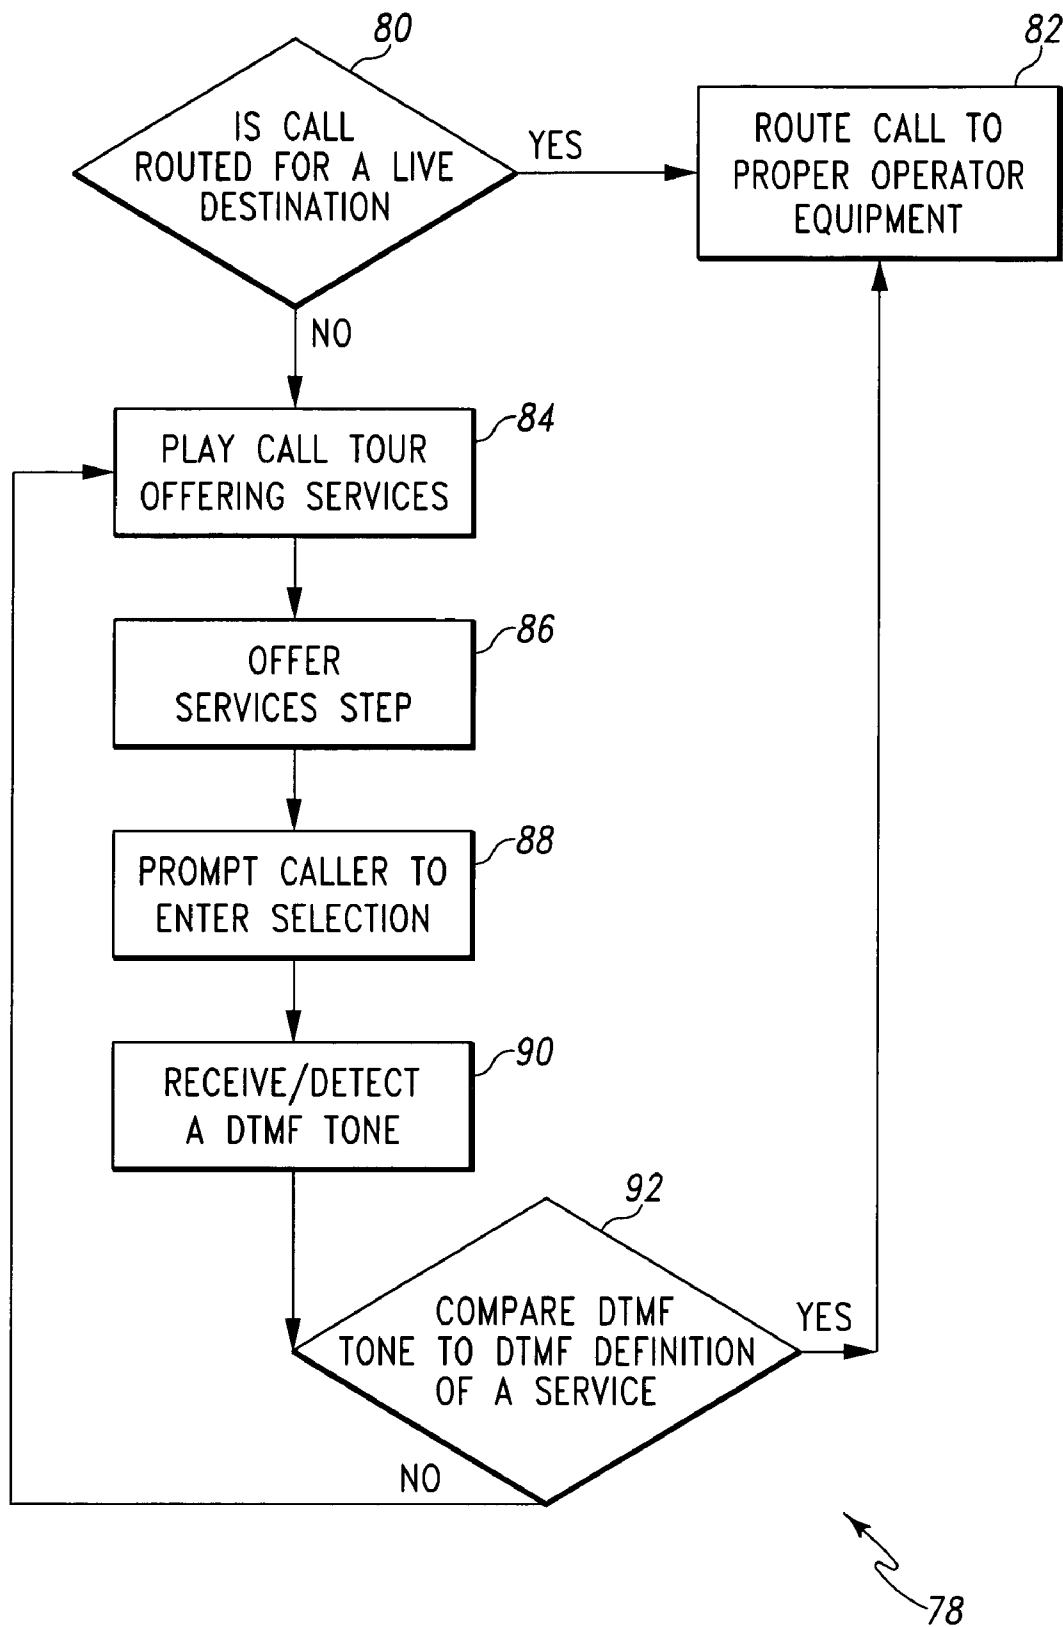 80
IS CALL
ROUTED FOR A LIVE
DESTINATION
YES
82
ROUTE CALL TO
PROPER OPERATOR
EQUIPMENT
NO
84
PLAY CALL TOUR
OFFERING SERVICES
86
OFFER
SERVICES STEP
88
PROMPT CALLER TO
ENTER SELECTION
90
RECEIVE/DETECT
A DTMF TONE
92
COMPARE DTMF
TONE TO DTMF DEFINITION
OF A SERVICE
YES
NO
78